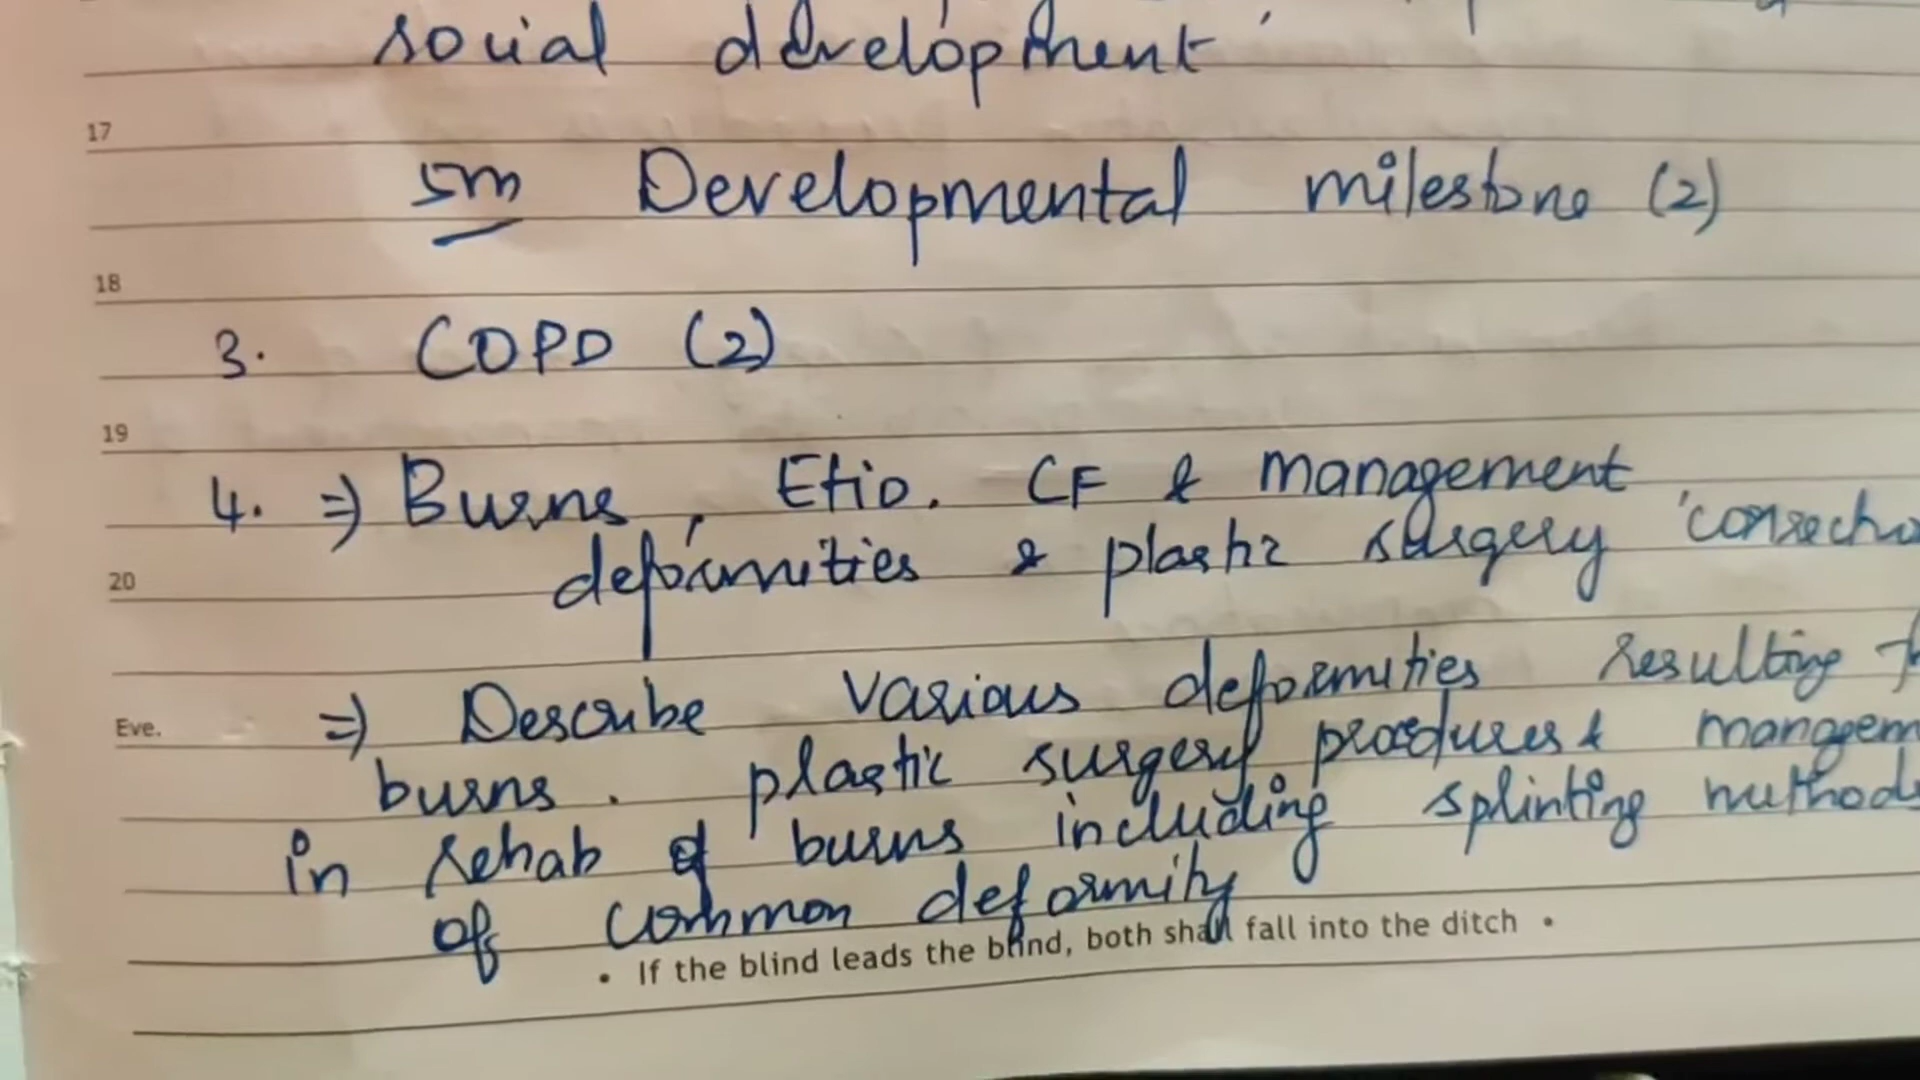 social development
17
5m Developmental milestone (2)
18
3. COPD (2)
19
4. => Burns, Etio. CF & management
deformities & plastic surgery
20
=> Describe various deformities resulting
Eve.
burns. plastic surgery procedures &
in rehab of burns including splinting methods
of common deformity
• If the blind leads the blind, both shall fall into the ditch •